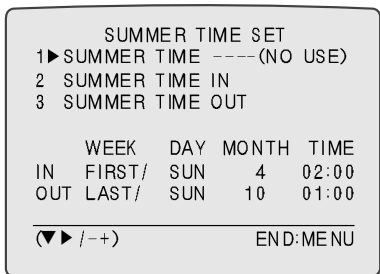 SUMMER TIME SET
1▶SUMMER TIME ----(NO USE)
2 SUMMER TIME IN
3 SUMMER TIME OUT
WEEK DAY MONTH TIME
IN FIRST/ SUN 4 02:00
OUT LAST/ SUN 10 01:00
(▼▶/-+) END:MENU